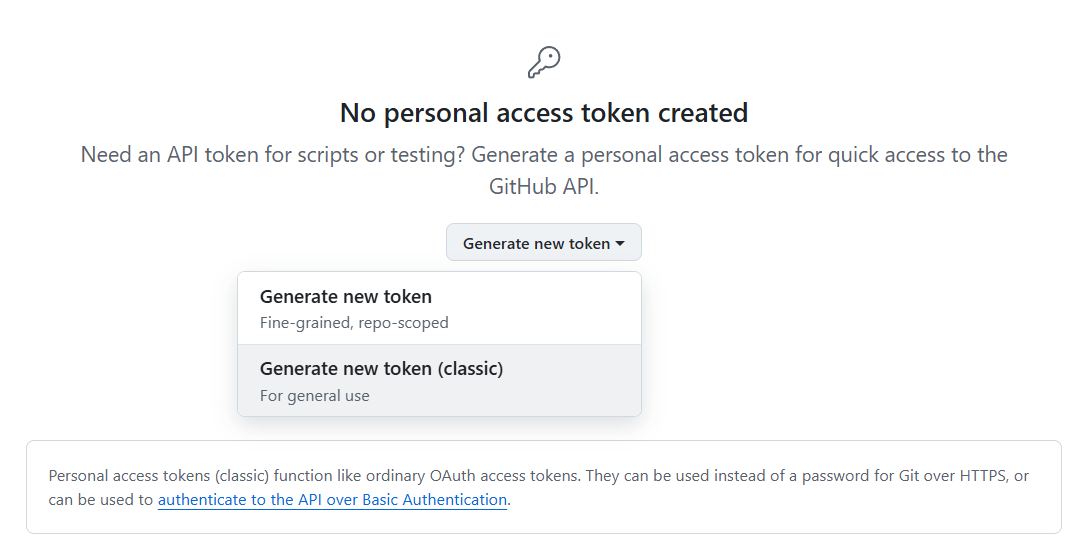 No personal access token created
Need an API token for scripts or testing? Generate a personal access token for quick access to the
GitHub API.
Generate new token
Generate new token
Fine-grained, repo-scoped
Generate new token (classic)
For general use
Personal access tokens (classic) function like ordinary OAuth access tokens. They can be used instead of a password for Git over HTTPS, or
can be used to authenticate to the API over Basic Authentication.